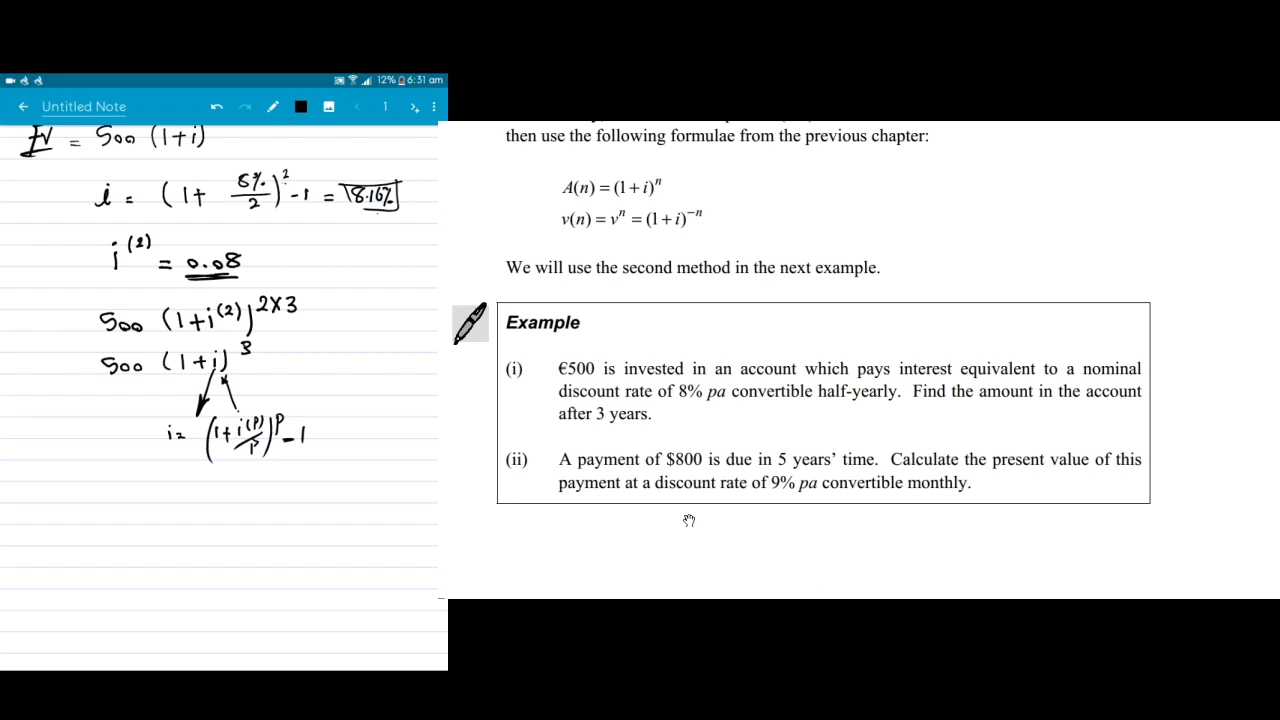 12% 6:31 am
Untitled Note
1
FV = 500 (1+i)
i = (1+ 8%/2)^2 -1 = 8.16%
i^(2) = 0.08
500 (1+i^(2))^2×3
500 (1+i)^3
i= (1+ i^(P)/P)^P -1
then use the following formulae from the previous chapter:
A(n) = (1+i)^n
v(n) = v^n = (1+i)^−n
We will use the second method in the next example.
Example
(i) €500 is invested in an account which pays interest equivalent to a nominal
discount rate of 8% pa convertible half-yearly. Find the amount in the account
after 3 years.
(ii) A payment of $800 is due in 5 years’ time. Calculate the present value of this
payment at a discount rate of 9% pa convertible monthly.